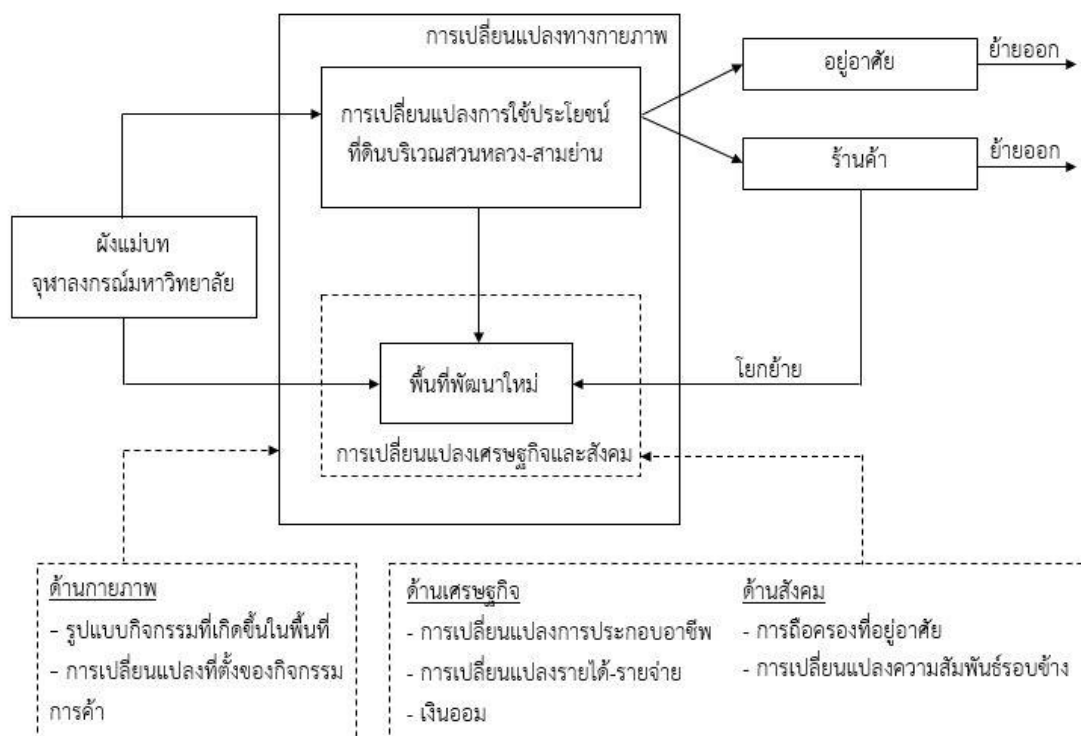 การเปลี่ยนแปลงทางกายภาพ
อยู่อาศัย
ย้ายออก
การเปลี่ยนแปลงการใช้ประโยชน์
ที่ดินบริเวณสวนหลวง-สามย่าน
ร้านค้า
ย้ายออก
ผังแม่บท
จุฬาลงกรณ์มหาวิทยาลัย
พื้นที่พัฒนาใหม่
โยกย้าย
การเปลี่ยนแปลงเศรษฐกิจและสังคม
ด้านกายภาพ
– รูปแบบกิจกรรมที่เกิดขึ้นในพื้นที่
– การเปลี่ยนแปลงที่ตั้งของกิจกรรม
การค้า
ด้านเศรษฐกิจ
- การเปลี่ยนแปลงการประกอบอาชีพ
- การเปลี่ยนแปลงรายได้-รายจ่าย
- เงินออม
ด้านสังคม
- การถือครองที่อยู่อาศัย
- การเปลี่ยนแปลงความสัมพันธ์รอบข้าง